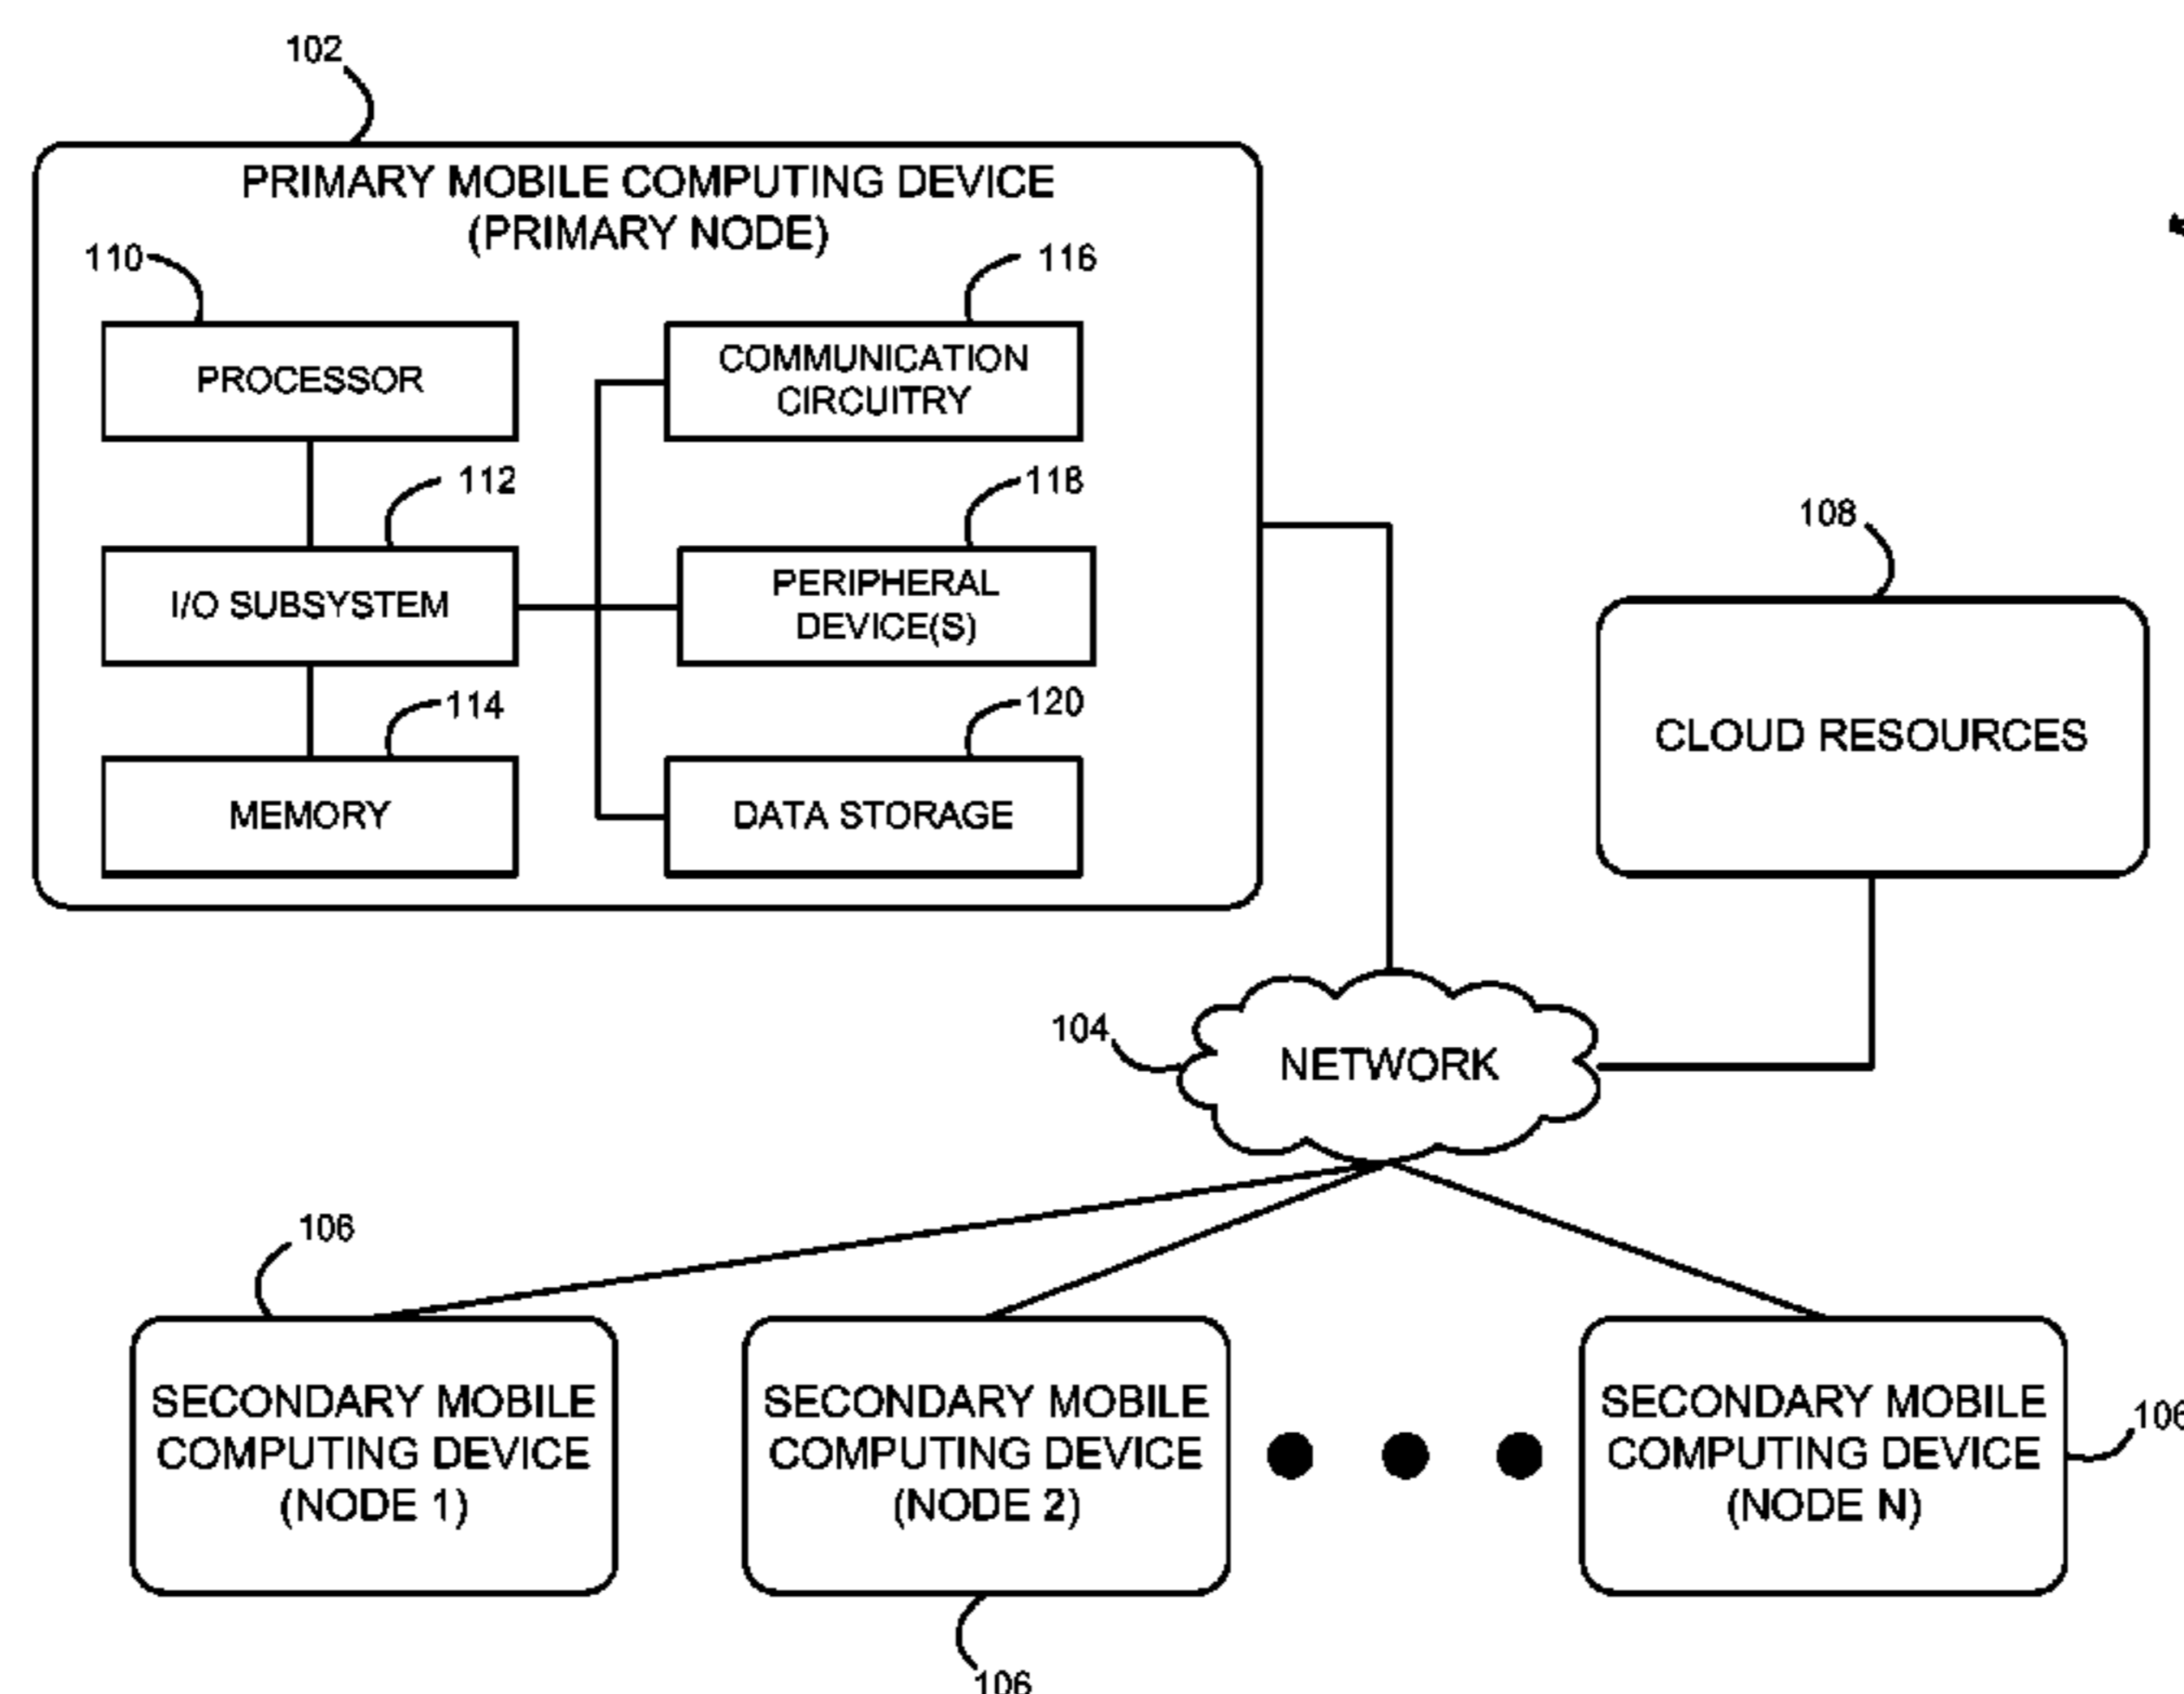 102
PRIMARY MOBILE COMPUTING DEVICE
(PRIMARY NODE)
110
116
PROCESSOR
COMMUNICATION
CIRCUITRY
112
118
108
I/O SUBSYSTEM
PERIPHERAL
DEVICE(S)
114
120
CLOUD RESOURCES
MEMORY
DATA STORAGE
104
NETWORK
106
SECONDARY MOBILE
COMPUTING DEVICE
(NODE 1)
SECONDARY MOBILE
COMPUTING DEVICE
(NODE 2)
SECONDARY MOBILE
COMPUTING DEVICE
(NODE N)
106
106